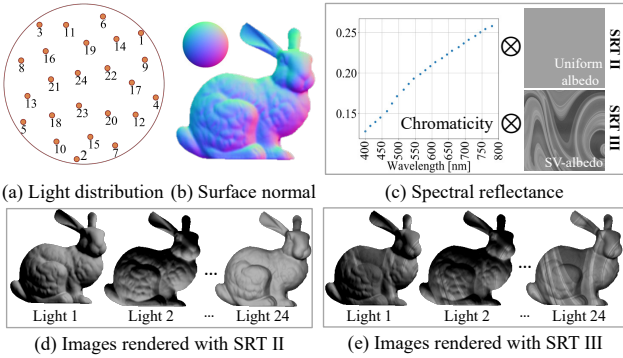 6
3
11
1
14
19
16
9
8
22
24
21
17
13
4
23
18
20
12
5
15
10
7
2
(a) Light distribution
(b) Surface normal
0.25
0.20
0.15
Chromaticity
400
450
500
550
600
650
700
750
800
Wavelength [nm]
Uniform
albedo
SRT II
SV-albedo
SRT III
(c) Spectral reflectance
...
Light 1
Light 2
...
Light 24
(d) Images rendered with SRT II
...
Light 1
Light 2
...
Light 24
(e) Images rendered with SRT III